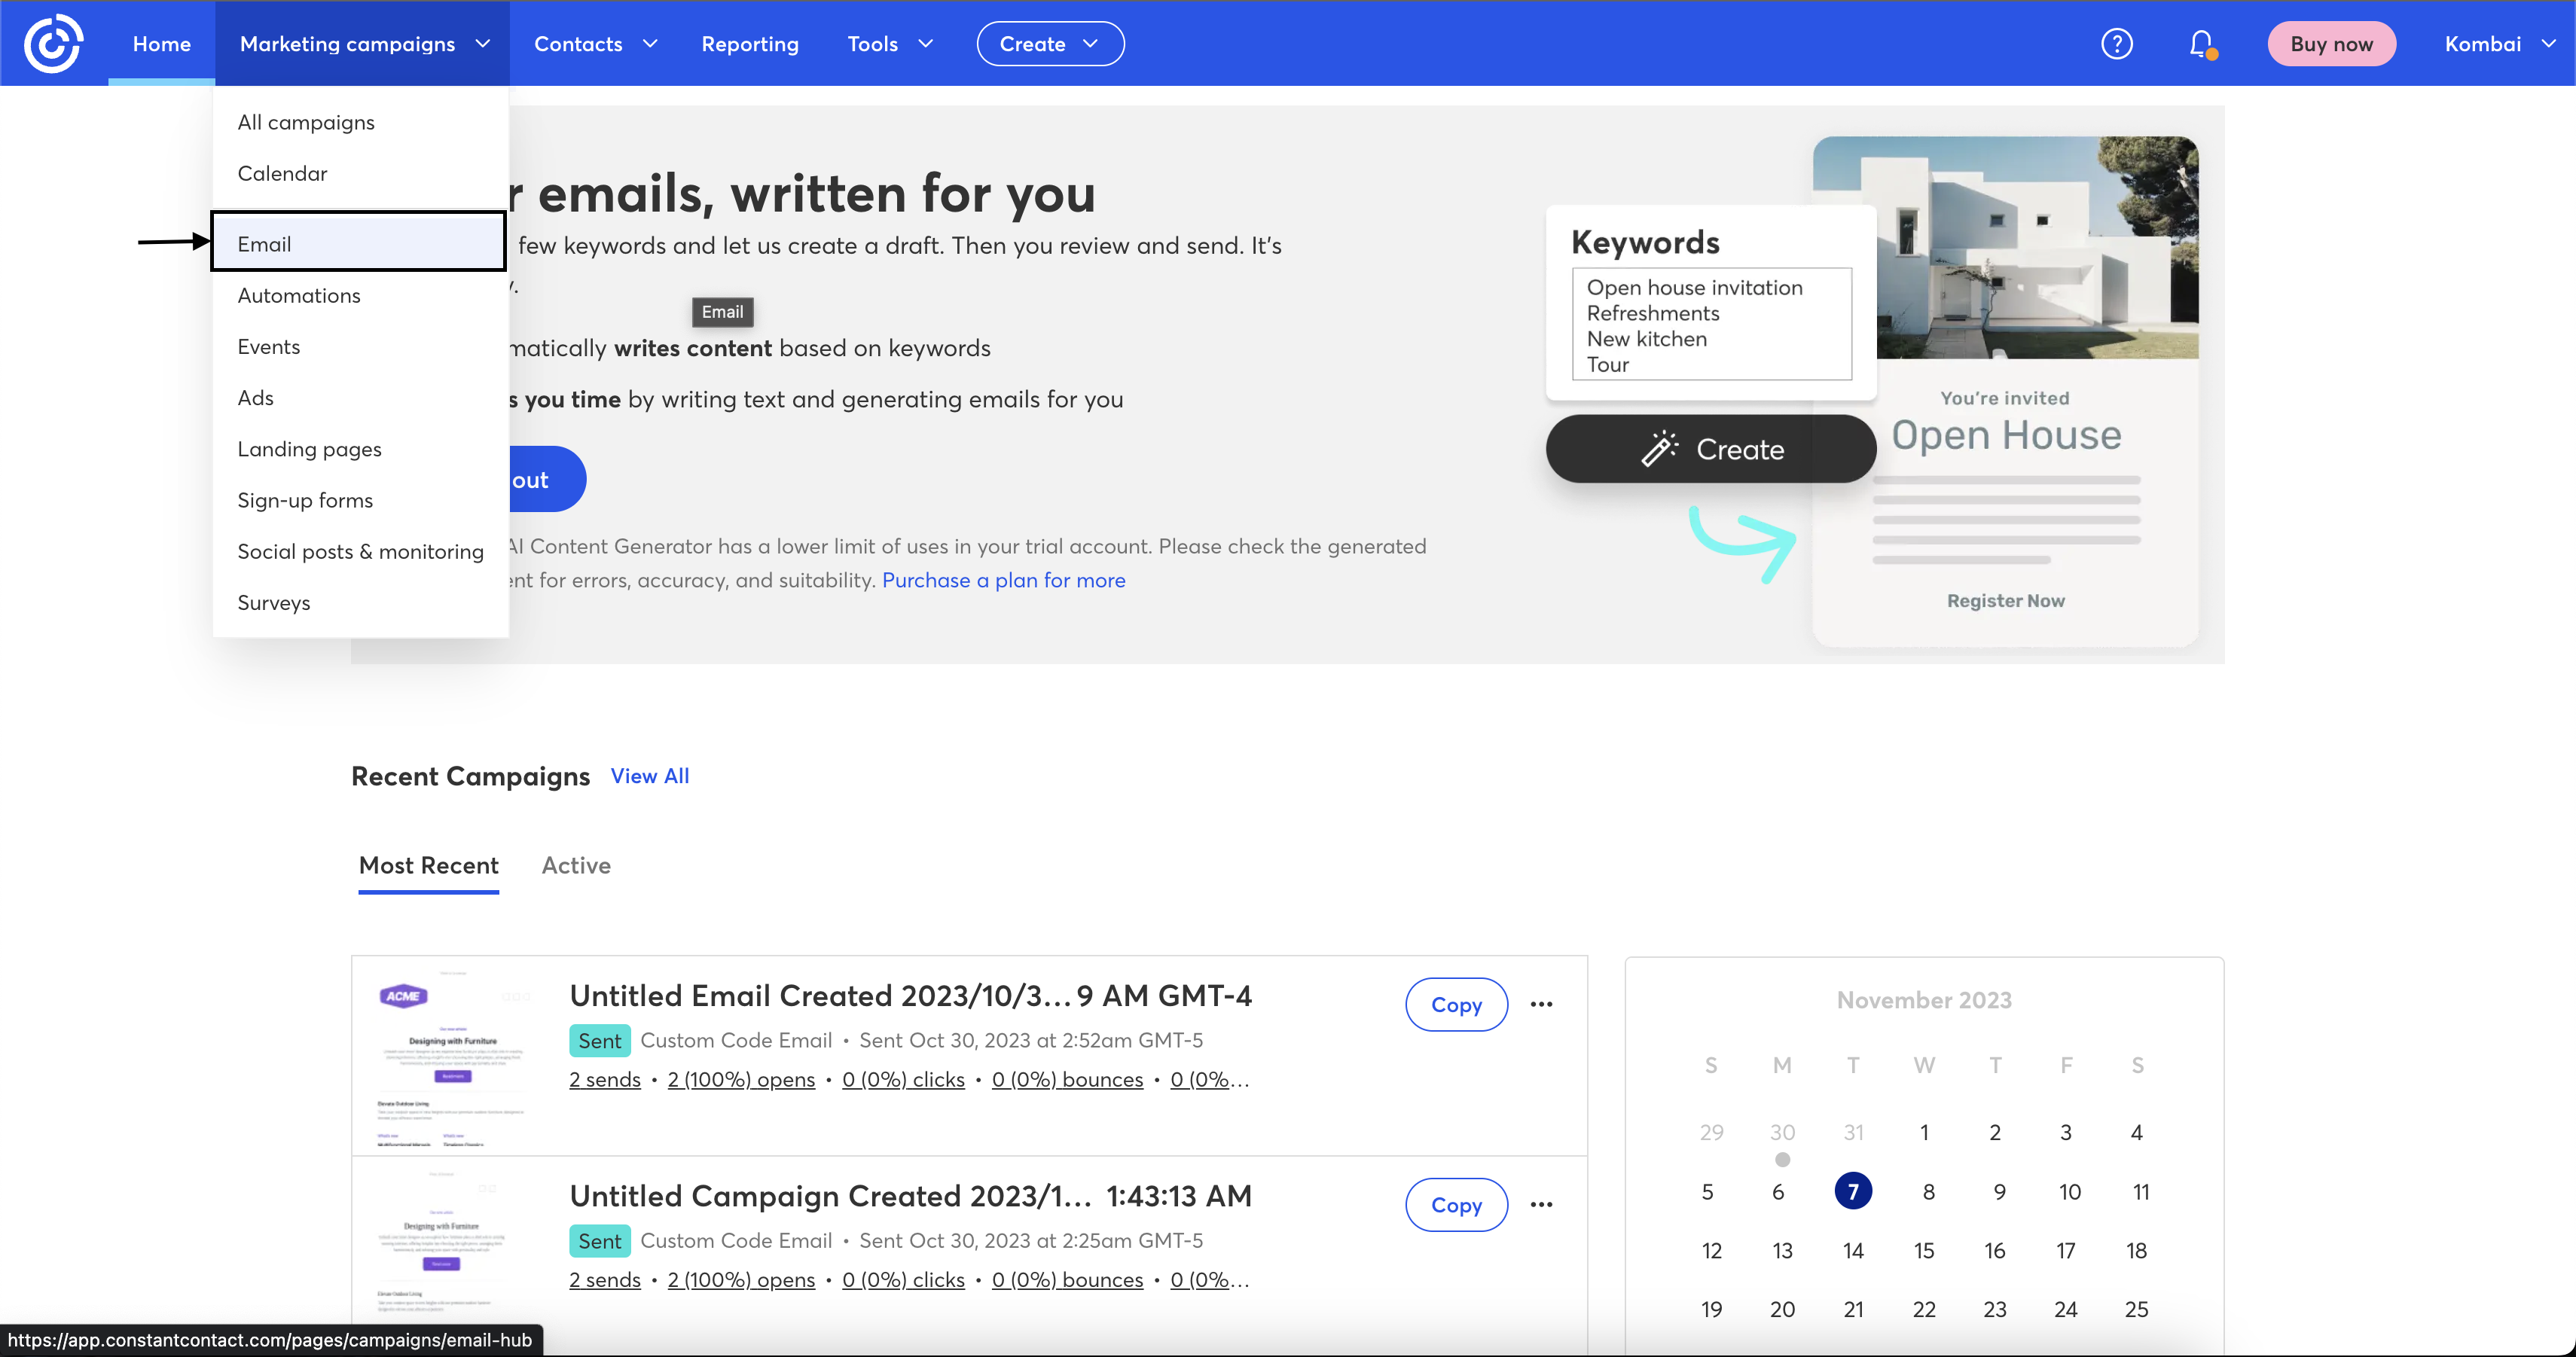 Home
Marketing campaigns
Contacts
Reporting
Tools
Create
?
Buy now
Kombai
All campaigns
Calendar
Email
Automations
Events
Ads
Landing pages
Sign-up forms
Social posts & monitoring
Surveys
r emails, written for you
few keywords and let us create a draft. Then you review and send. It's
y.
Email
matically writes content based on keywords
s you time by writing text and generating emails for you
out
AI Content Generator has a lower limit of uses in your trial account. Please check the generated
ent for errors, accuracy, and suitability. Purchase a plan for more
Keywords
Open house invitation
Refreshments
New kitchen
Tour
Create
You're invited
Open House
Register Now
Recent Campaigns View All
Most Recent Active
ACME
Designing with Furniture
Untitled Email Created 2023/10/3... 9 AM GMT-4
Sent Custom Code Email • Sent Oct 30, 2023 at 2:52am GMT-5
2 sends • 2 (100%) opens • 0 (0%) clicks • 0 (0%) bounces • 0 (0%...
Copy ...
Designing with Furniture
Untitled Campaign Created 2023/1... 1:43:13 AM
Sent Custom Code Email • Sent Oct 30, 2023 at 2:25am GMT-5
2 sends • 2 (100%) opens • 0 (0%) clicks • 0 (0%) bounces • 0 (0%...
Copy ...
November 2023
S M T W T F S
29 30 31 1 2 3 4
5 6 7 8 9 10 11
12 13 14 15 16 17 18
19 20 21 22 23 24 25
https://app.constantcontact.com/pages/campaigns/email-hub